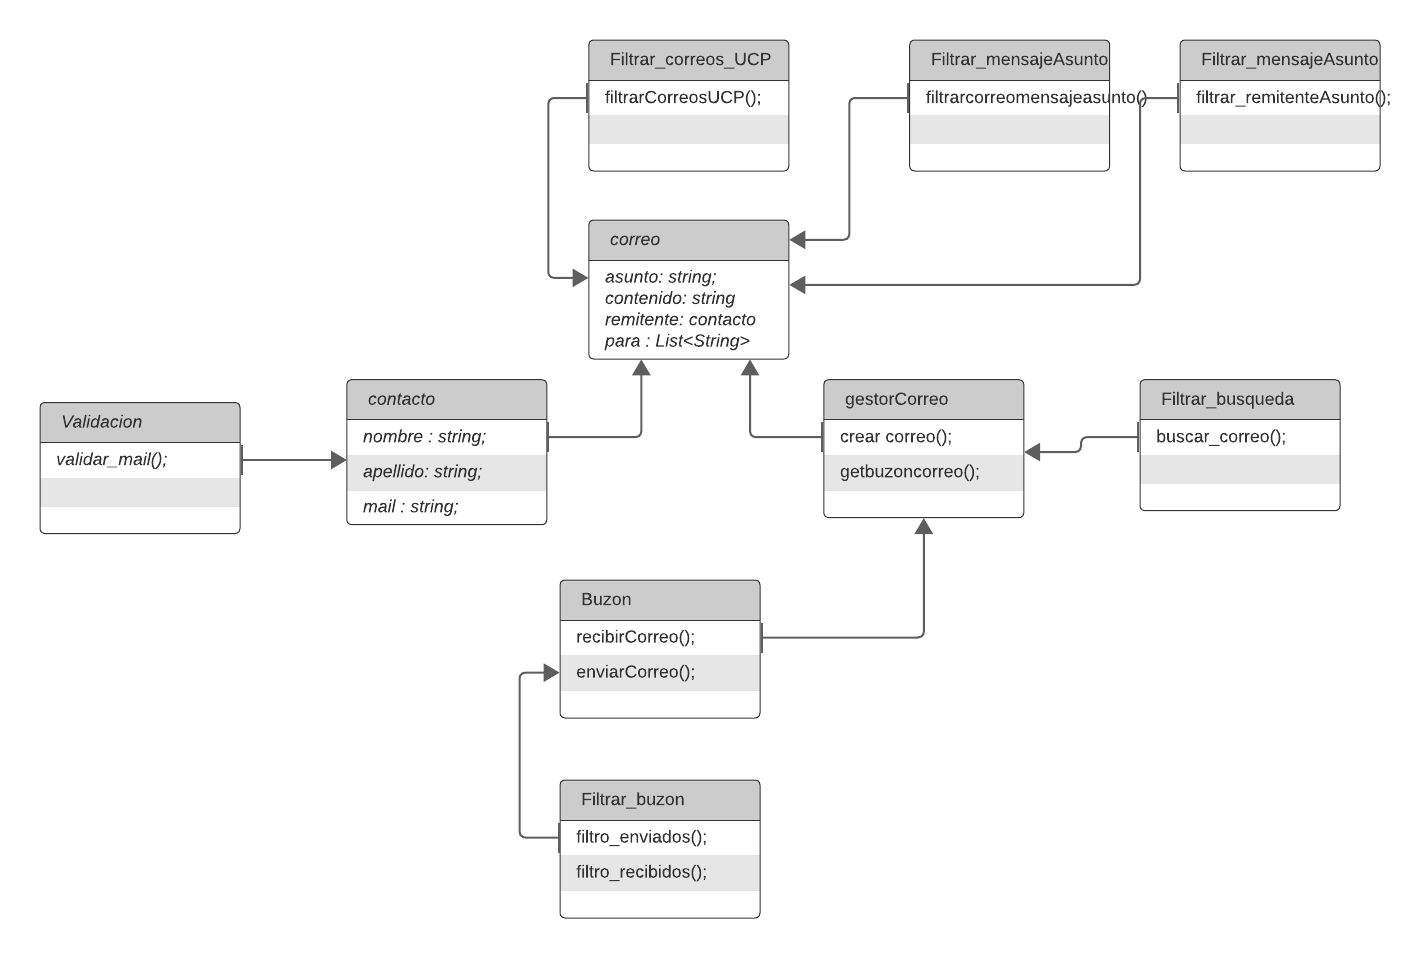 Filtrar_correos_UCP
filtrarCorreosUCP();
Filtrar_mensajeAsunto
filtrarcorreomensajeasunto()
Filtrar_mensajeAsunto
filtrar_remitenteAsunto();
correo
asunto: string;
contenido: string
remitente: contacto
para : List<String>
Validacion
validar_mail();
contacto
nombre : string;
apellido: string;
mail : string;
gestorCorreo
crear correo();
getbuzoncorreo();
Filtrar_busqueda
buscar_correo();
Buzon
recibirCorreo();
enviarCorreo();
Filtrar_buzon
filtro_enviados();
filtro_recibidos();